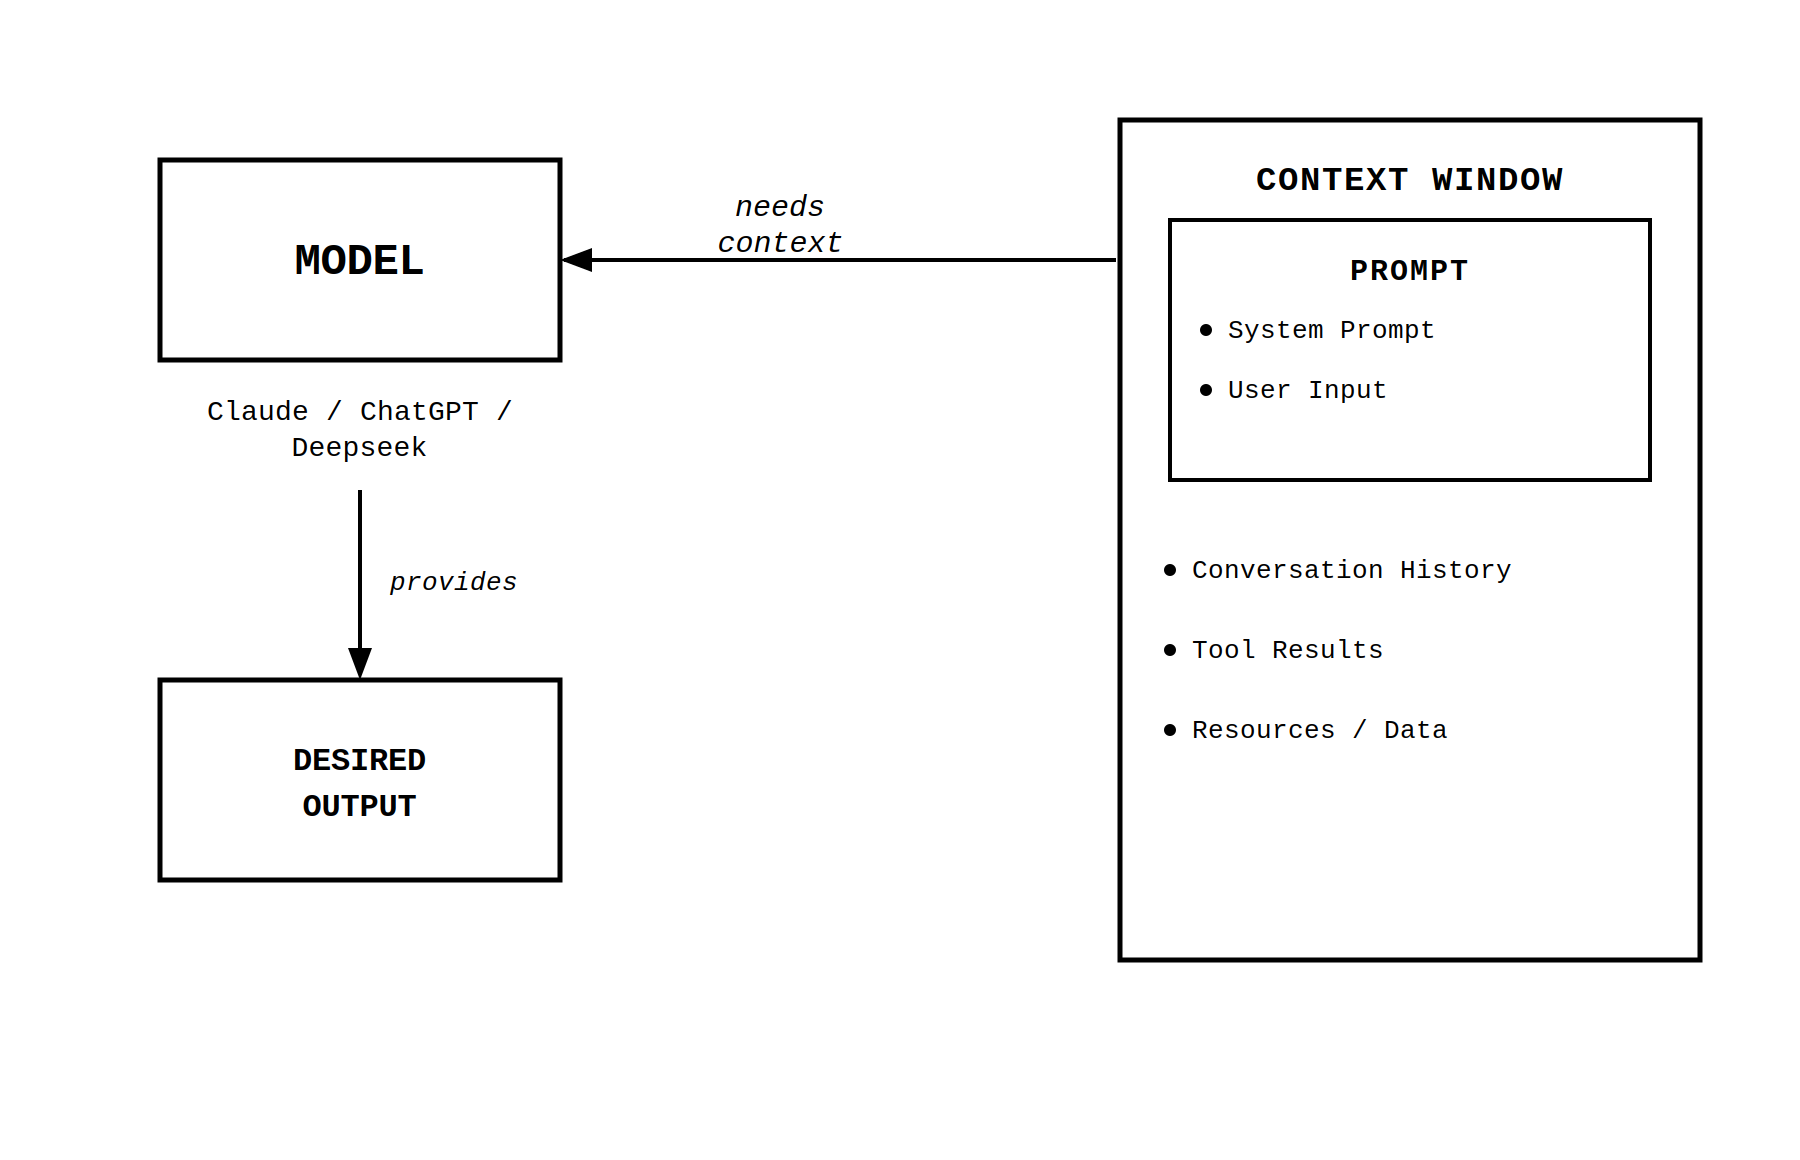 MODEL
Claude / ChatGPT /
Deepseek
needs
context
provides
DESIRED
OUTPUT
CONTEXT WINDOW
PROMPT
● System Prompt
● User Input
● Conversation History
● Tool Results
● Resources / Data